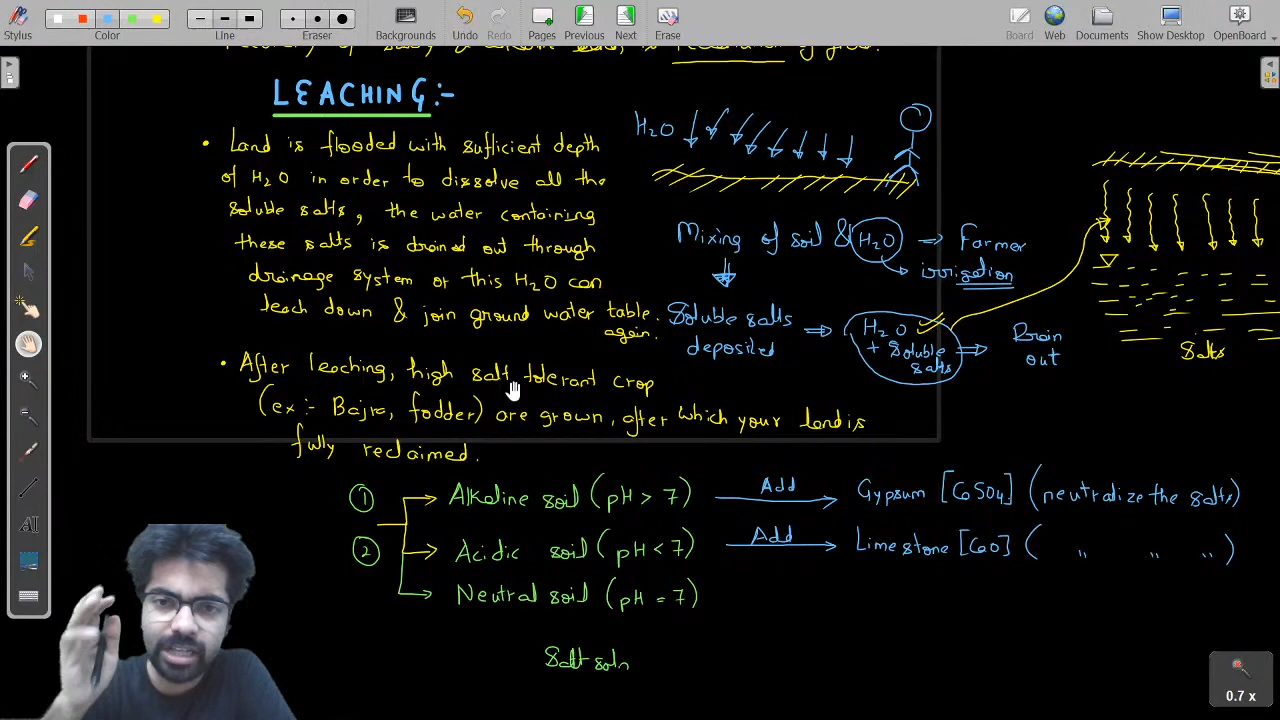 Stylus
Color
Line
Eraser
Backgrounds
Undo
Redo
Pages
Previous
Next
Erase
Board
Web
Documents
Show Desktop
OpenBoard
LEACHING:-
• Land is flooded with sufficient depth
of H2O in order to dissolve all the
soluble salts, the water containing
these salts is drained out through
drainage system or this H2O can
leach down & join ground water table
again.
• After leaching, high salt tolerant crop
(ex:- Bajra, fodder) are grown, after which your land is
fully reclaimed.
H2O
Mixing of soil & H2O ⇒ Farmer
irrigation
Soluble salts
deposited
⇒ H2O
+ Soluble
salts
⇒ Drain
out
Salts
① Alkaline soil (pH > 7) Add Gypsum [CaSO4] (neutralize the salts)
② Acidic soil (pH < 7) Add Limestone [CaO] ( " " " )
Neutral soil (pH = 7)
Salt soln
AI
0.7 x